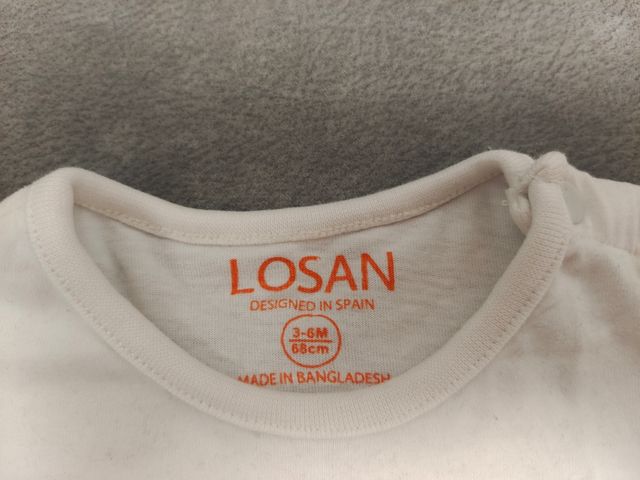 LOSAN
DESIGNED IN SPAIN
3-6M
68cm
MADE IN BANGLADESH